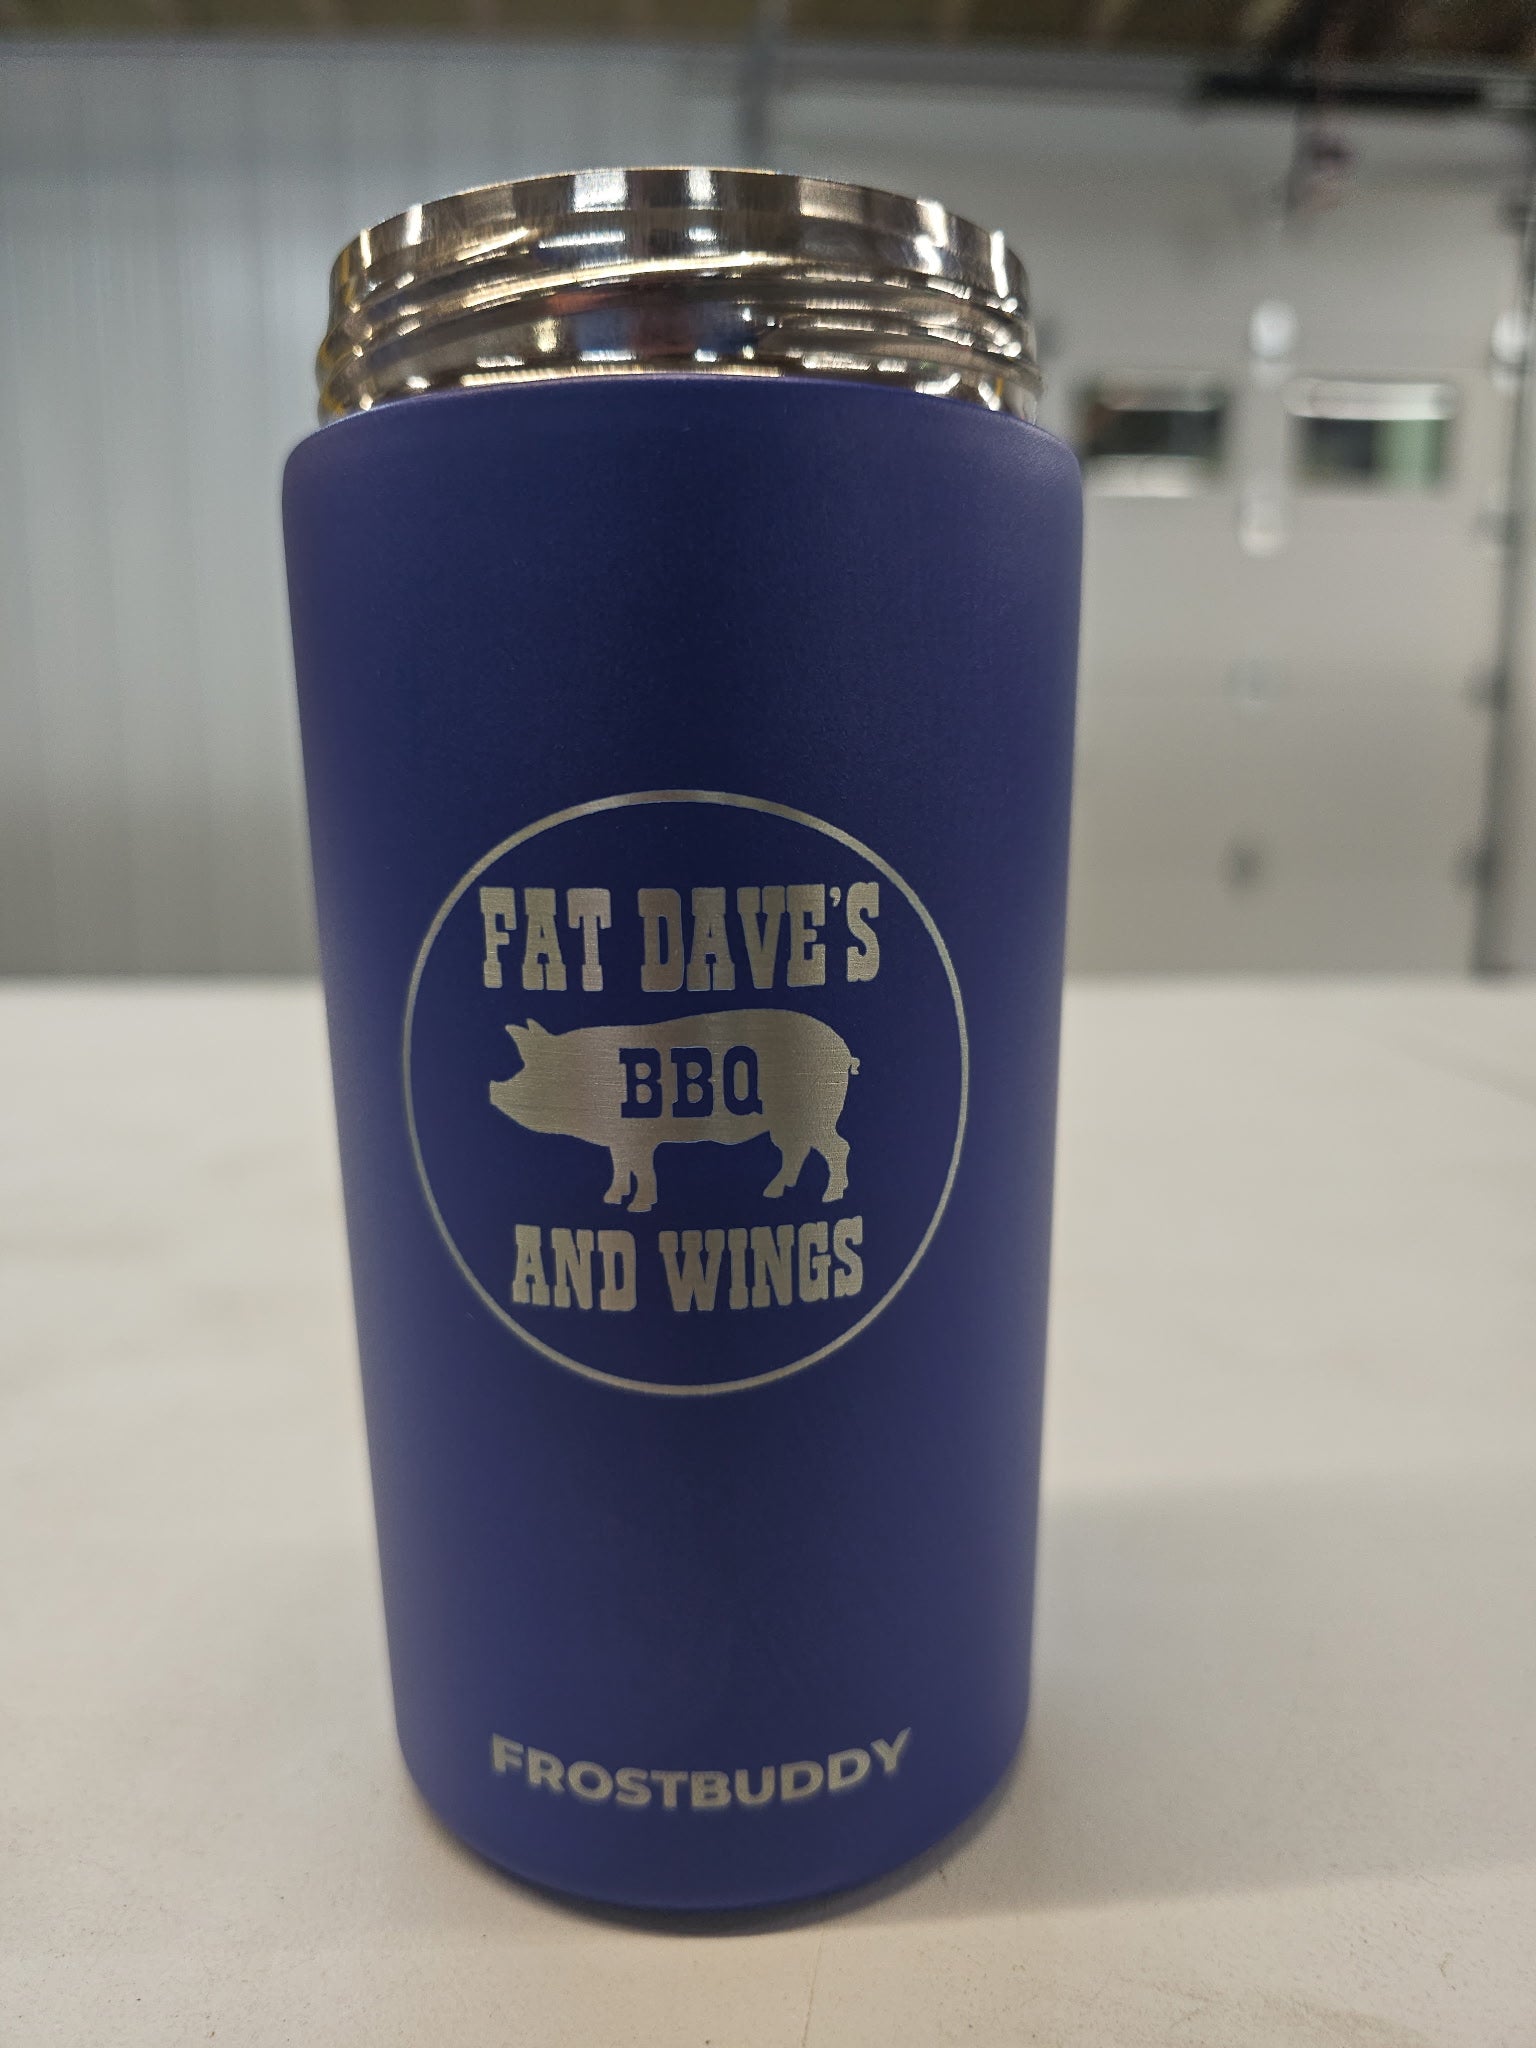 FAT DAVE'S
BBQ
AND WINGS
FROSTBUDDY